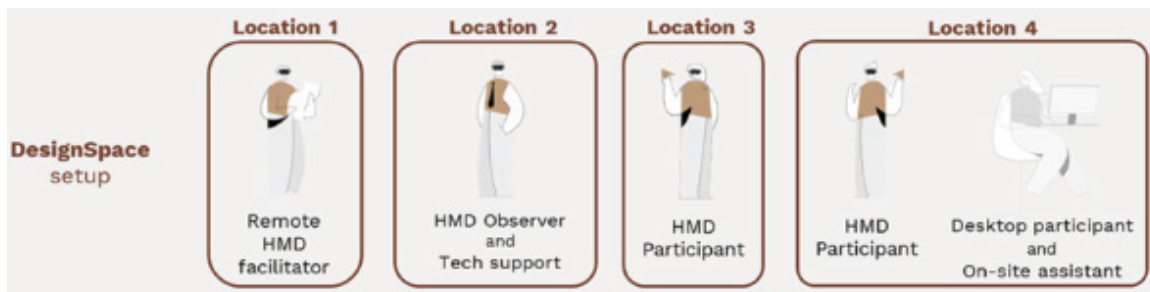 Location 1
Location 2
Location 3
Location 4
DesignSpace
setup
Remote
HMD
facilitator
HMD Observer
and
Tech support
HMD
Participant
HMD
Participant
Desktop participant
and
On-site assistant